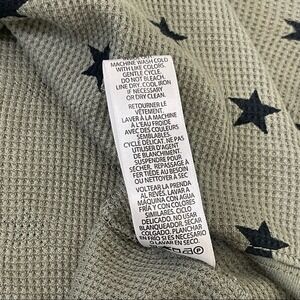 MACHINE WASH COLD
WITH LIKE COLORS.
GENTLE CYCLE.
DO NOT BLEACH.
LINE DRY. COOL IRON
IF NECESSARY
OR DRY CLEAN.
RETOURNER LE
VÊTEMENT.
LAVER À LA MACHINE
À L'EAU FROIDE
AVEC DES COULEURS
SEMBLABLES.
CYCLE DÉLICAT. NE PAS
UTILISER D'AGENT
DE BLANCHIMENT.
SUSPENDRE POUR
SÉCHER. REPASSAGE À
FER TIÈDE AU BESOIN
OU NETTOYER À SEC
VOLTEAR LA PRENDA
AL REVÉS. LAVAR A
MÁQUINA CON AGUA
FRÍA Y CON COLORES
SIMILARES. CICLO
DELICADO. NO USAR
BLANQUEADOR. SECAR
COLGADO. PLANCHAR
EN FRÍO SI ES NECESARIO
O LAVAR EN SECO